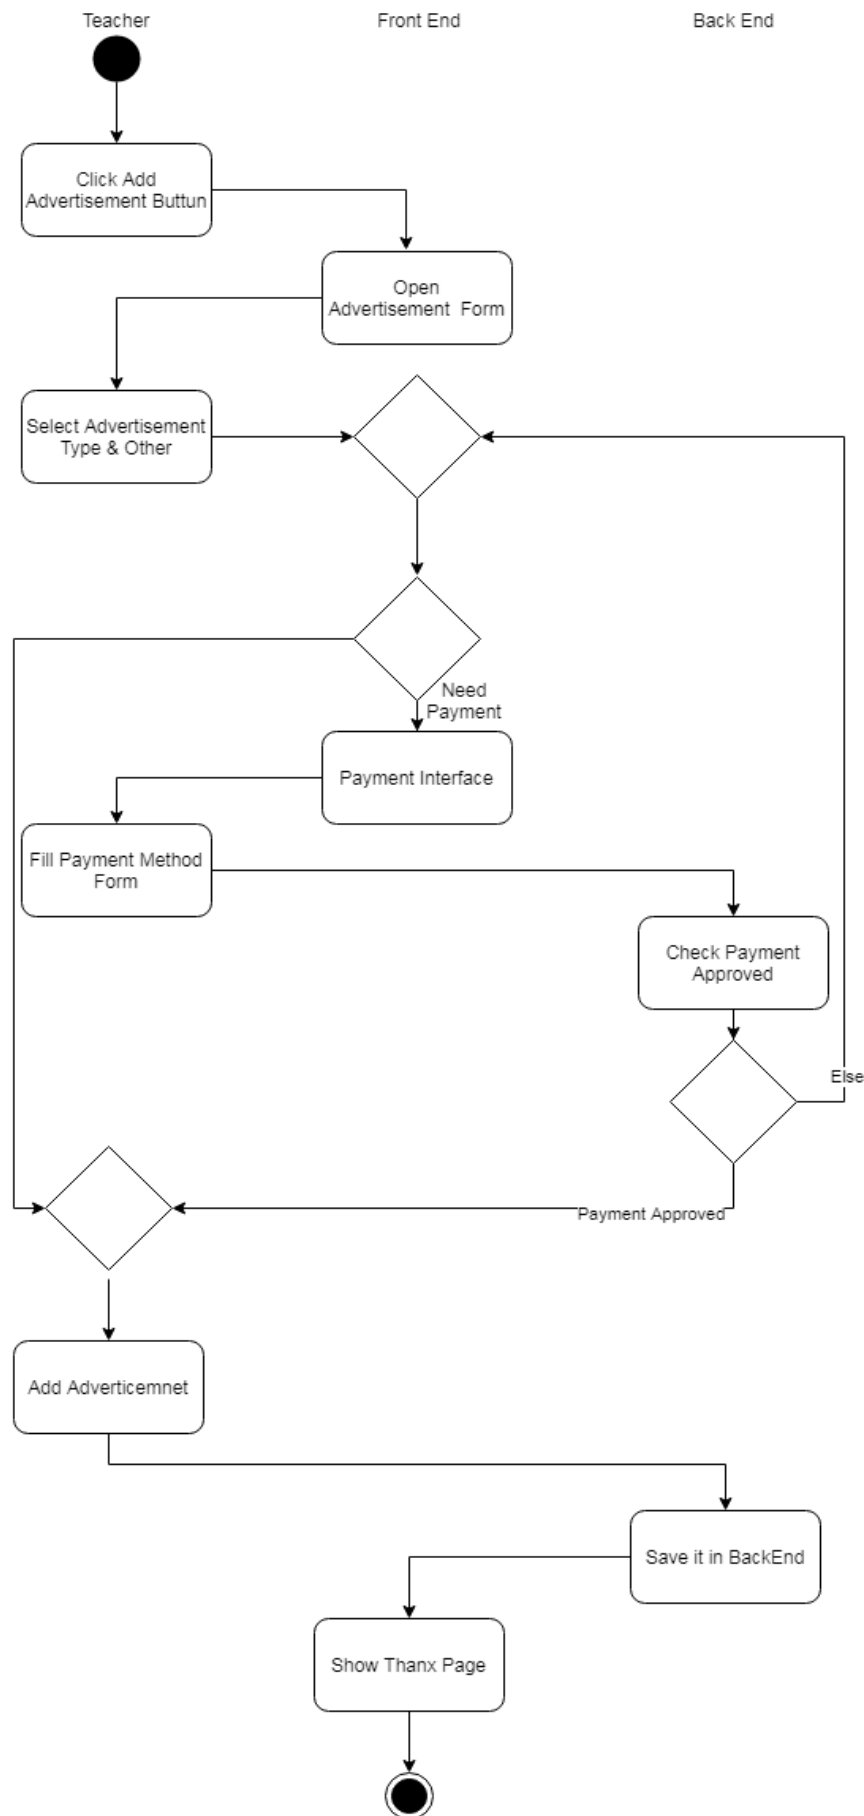 Teacher
Front End
Back End
Click Add
Advertisement Buttun
Open
Advertisement  Form
Select Advertisement
Type & Other
Need
Payment
Payment Interface
Fill Payment Method
Form
Check Payment
Approved
Else
Payment Approved
Add Adverticemnet
Save it in BackEnd
Show Thanx Page